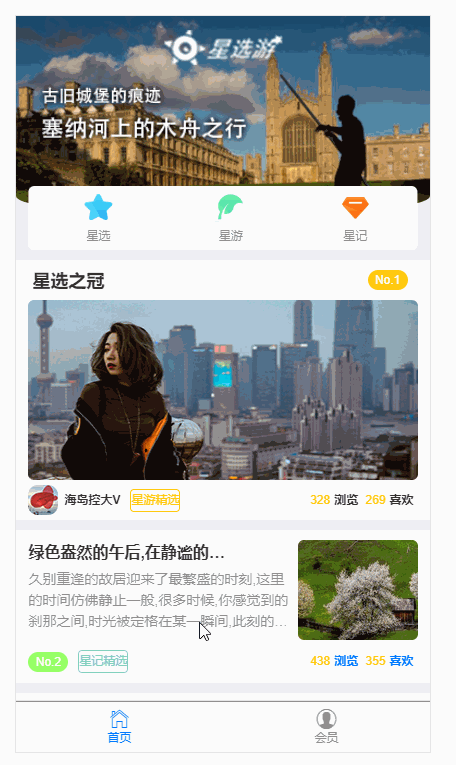 星选游
古旧城堡的痕迹
塞纳河上的木舟之行
星选 星游 星记
星选之冠 No.1
海岛控大V 星游精选 328 浏览 269 喜欢
绿色盎然的午后,在静谧的…
久别重逢的故居迎来了最繁盛的时刻,这里
的时间仿佛静止一般,很多时候,你感觉到的
刹那之间,时光被定格在某一瞬间,此刻的…
No.2 星记精选 438 浏览 355 喜欢
首页 会员